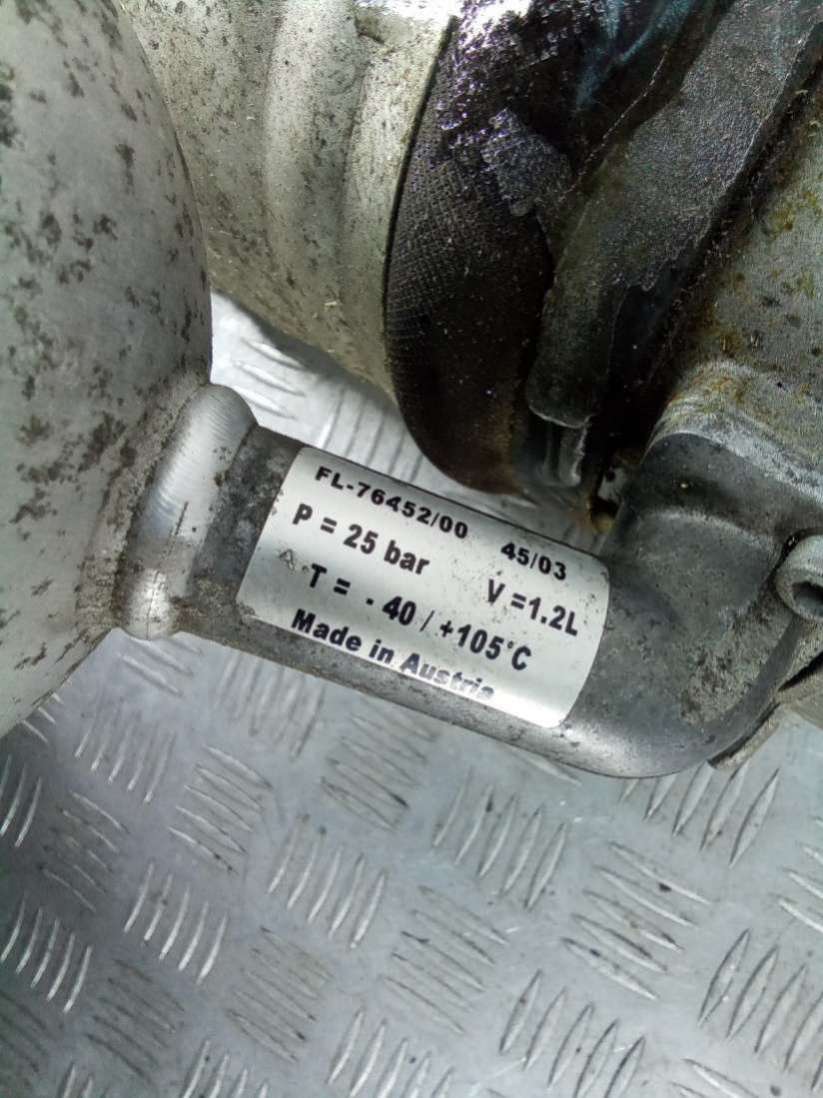 FL-76452/00 45/03
P = 25 bar V =1.2L
T = - 40 / +105°C
Made in Austria